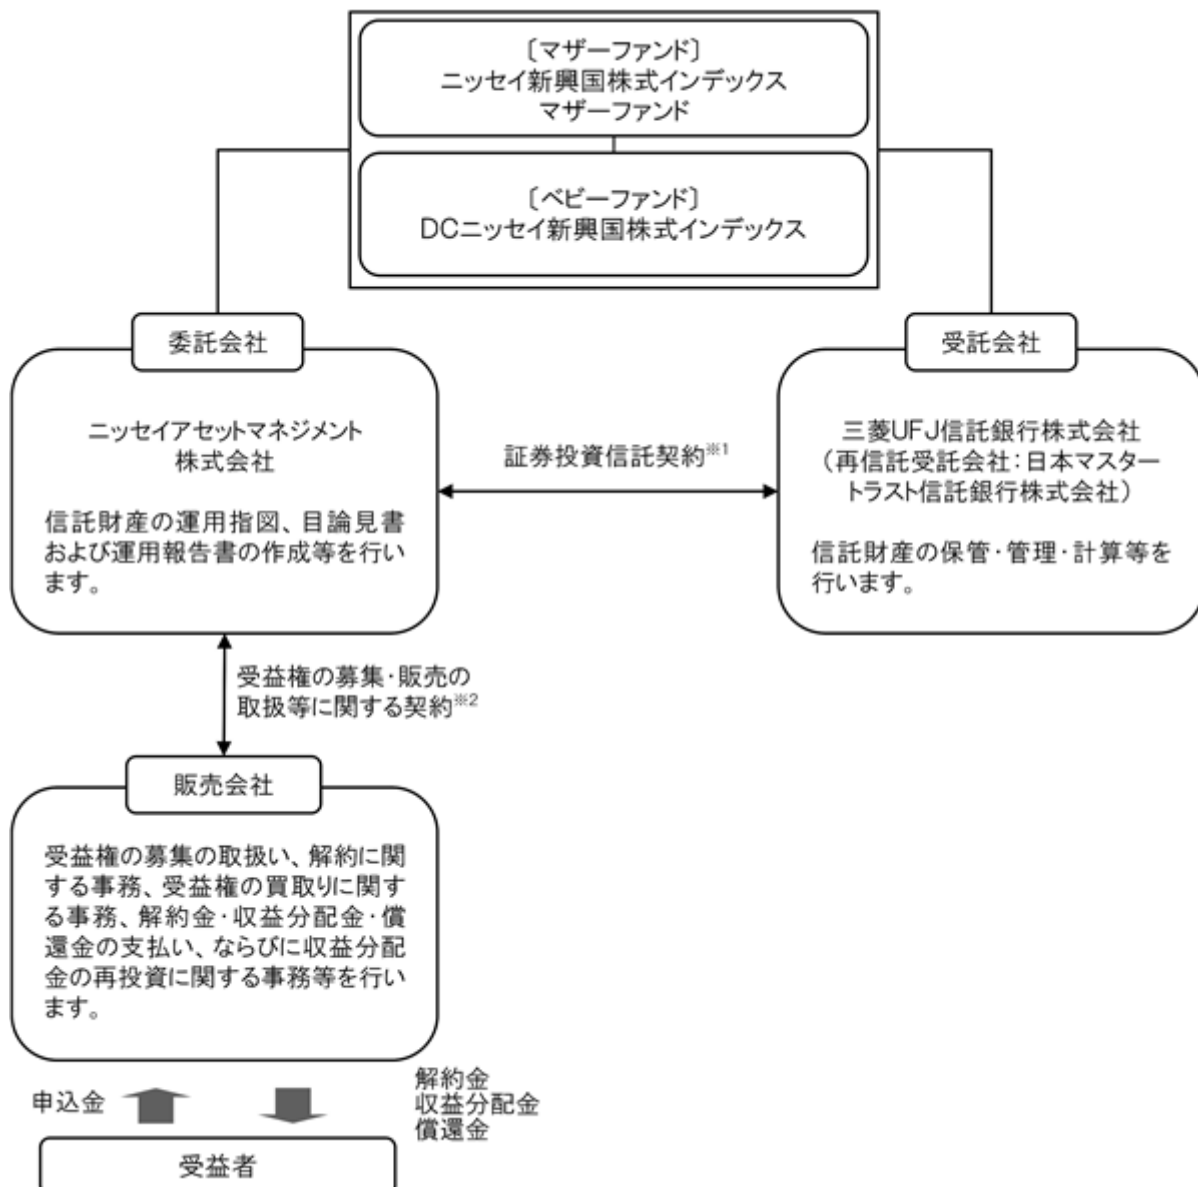 〔マザーファンド〕
ニッセイ新興国株式インデックス
マザーファンド
〔ベビーファンド〕
DCニッセイ新興国株式インデックス
委託会社
ニッセイアセットマネジメント
株式会社
信託財産の運用指図、目論見書
および運用報告書の作成等を行い
ます。
証券投資信託契約※1
受託会社
三菱UFJ信託銀行株式会社
（再信託受託会社：日本マスター
トラスト信託銀行株式会社）
信託財産の保管・管理・計算等を
行います。
受益権の募集・販売の
取扱等に関する契約※2
販売会社
受益権の募集の取扱い、解約に関
する事務、受益権の買取りに関す
る事務、解約金・収益分配金・償
還金の支払い、ならびに収益分配
金の再投資に関する事務等を行い
ます。
申込金
解約金
収益分配金
償還金
受益者